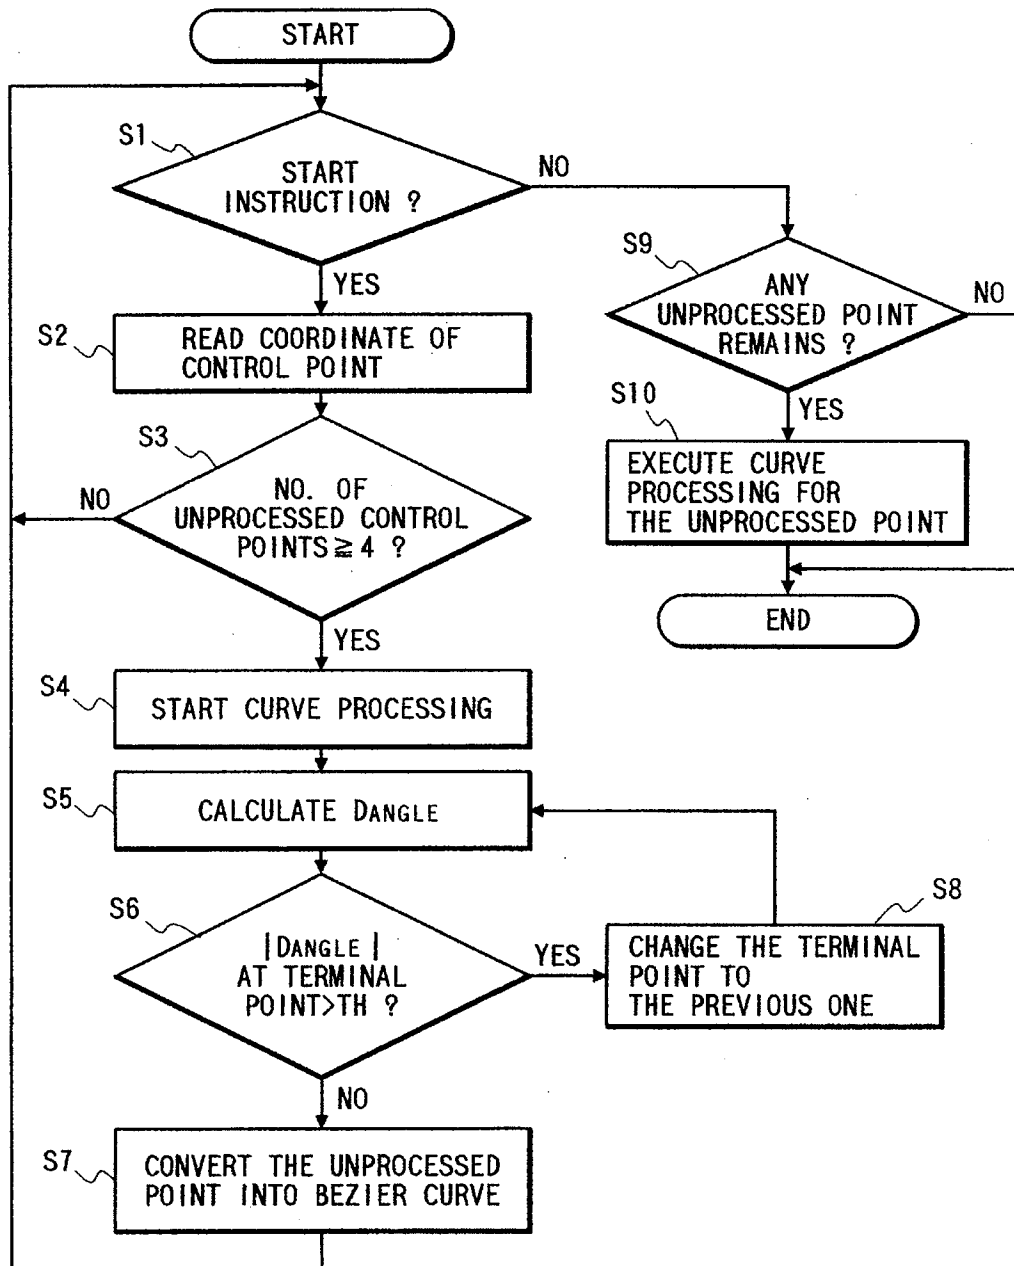 START
S1
START
INSTRUCTION ?
NO
YES
S2
READ COORDINATE OF
CONTROL POINT
S3
NO. OF
UNPROCESSED CONTROL
POINTS≧4 ?
NO
YES
S4
START CURVE PROCESSING
S5
CALCULATE DANGLE
S6
|DANGLE|
AT TERMINAL
POINT>TH ?
YES
NO
S7
CONVERT THE UNPROCESSED
POINT INTO BEZIER CURVE
S8
CHANGE THE TERMINAL
POINT TO
THE PREVIOUS ONE
S9
ANY
UNPROCESSED POINT
REMAINS ?
NO
YES
S10
EXECUTE CURVE
PROCESSING FOR
THE UNPROCESSED POINT
END